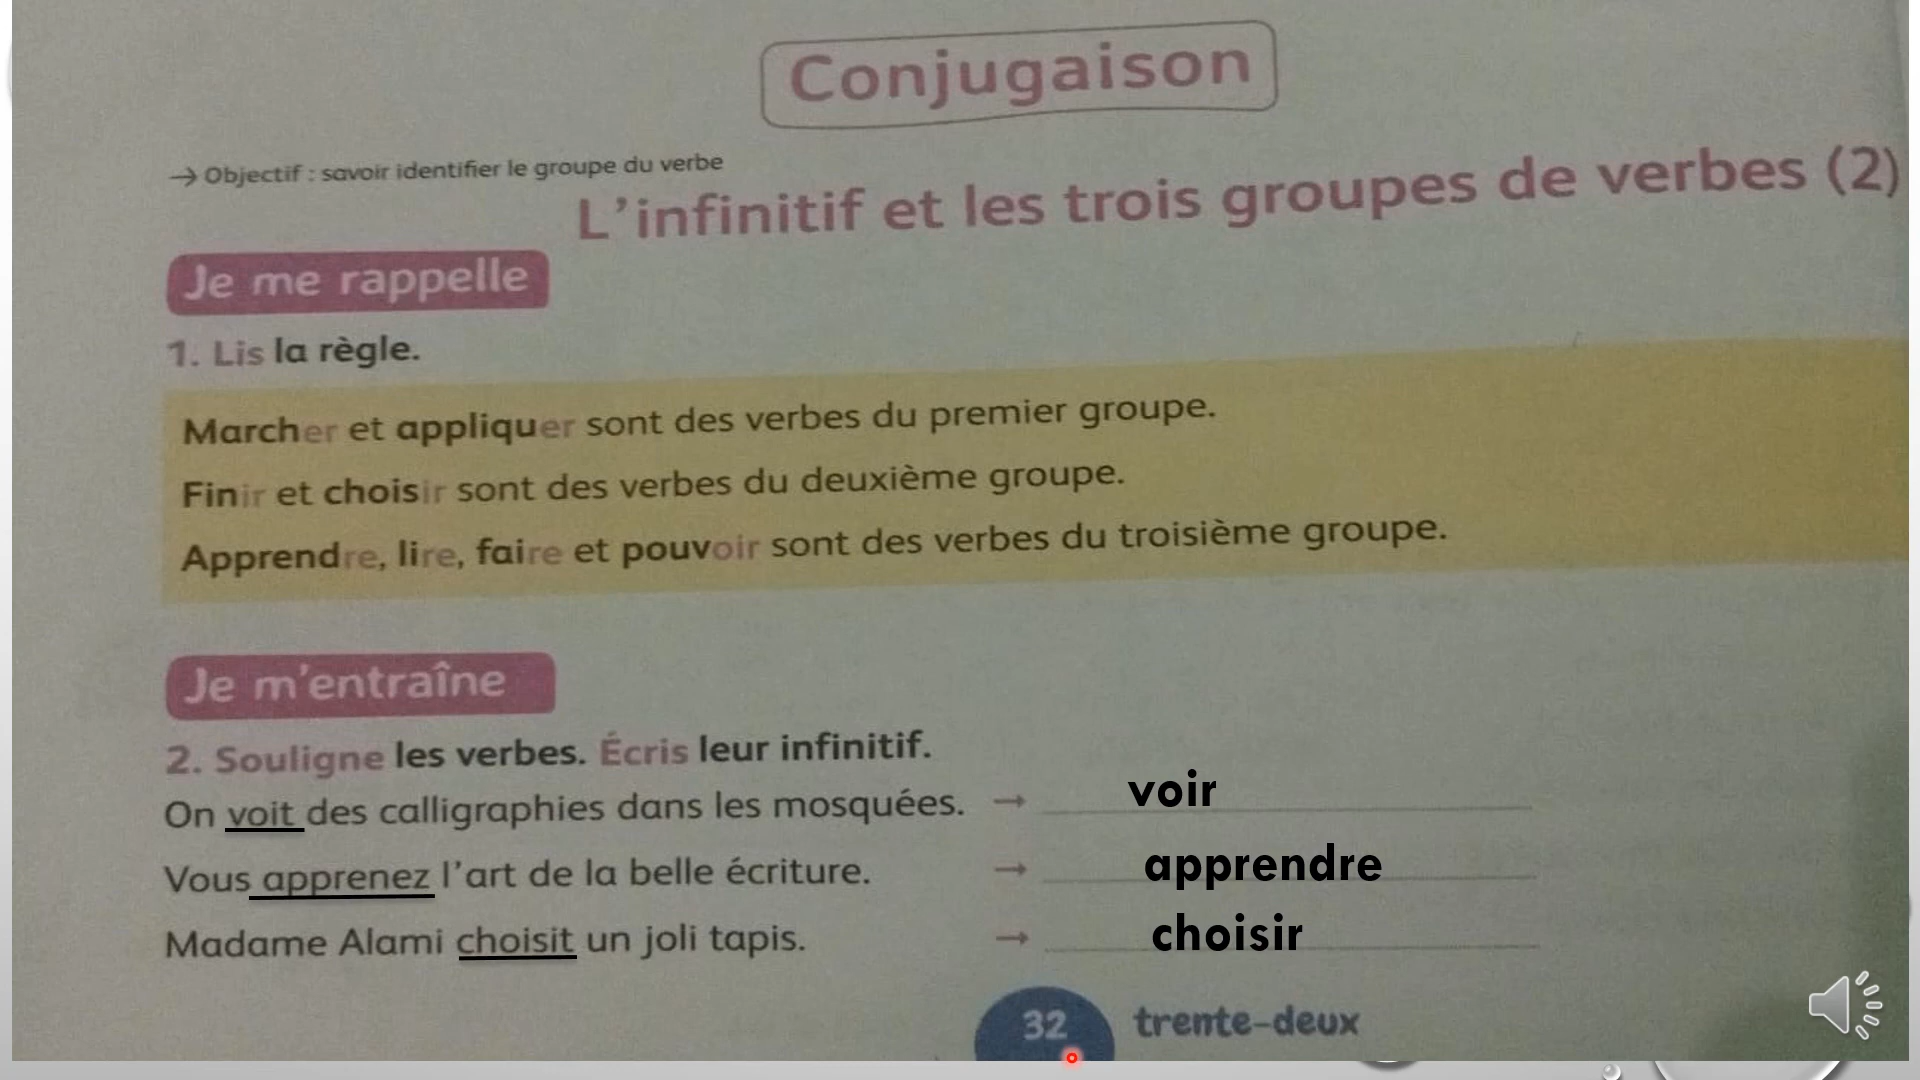 Conjugaison
→ Objectif : savoir identifier le groupe du verbe
L'infinitif et les trois groupes de verbes (2)
Je me rappelle
1. Lis la règle.
Marcher et appliquer sont des verbes du premier groupe.
Finir et choisir sont des verbes du deuxième groupe.
Apprendre, lire, faire et pouvoir sont des verbes du troisième groupe.
Je m'entraîne
2. Souligne les verbes. Écris leur infinitif.
On voit des calligraphies dans les mosquées. → voir
Vous apprenez l'art de la belle écriture. → apprendre
Madame Alami choisit un joli tapis. → choisir
32 trente-deux